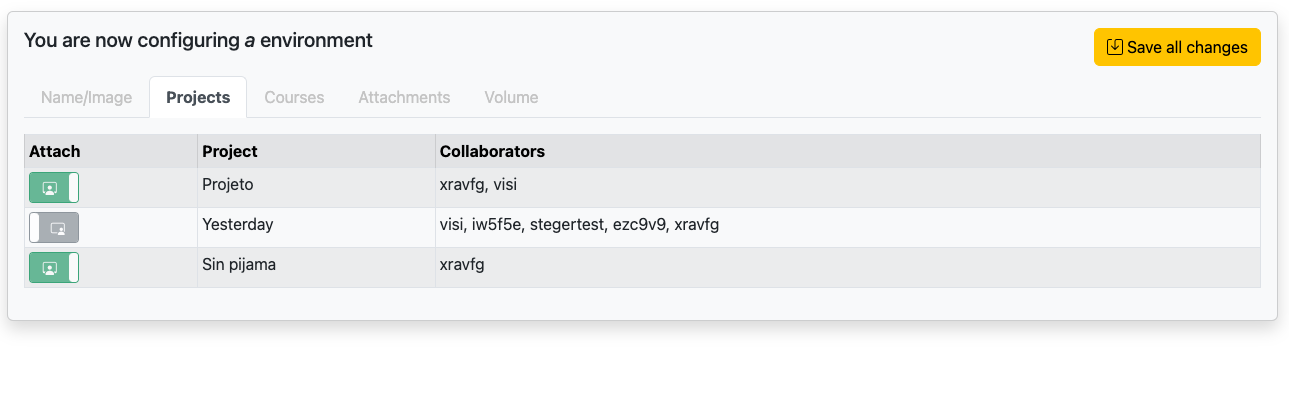 You are now configuring a environment
Save all changes
Name/Image Projects Courses Attachments Volume
Attach Project Collaborators
Projeto xravfg, visi
Yesterday visi, iw5f5e, stegertest, ezc9v9, xravfg
Sin pijama xravfg